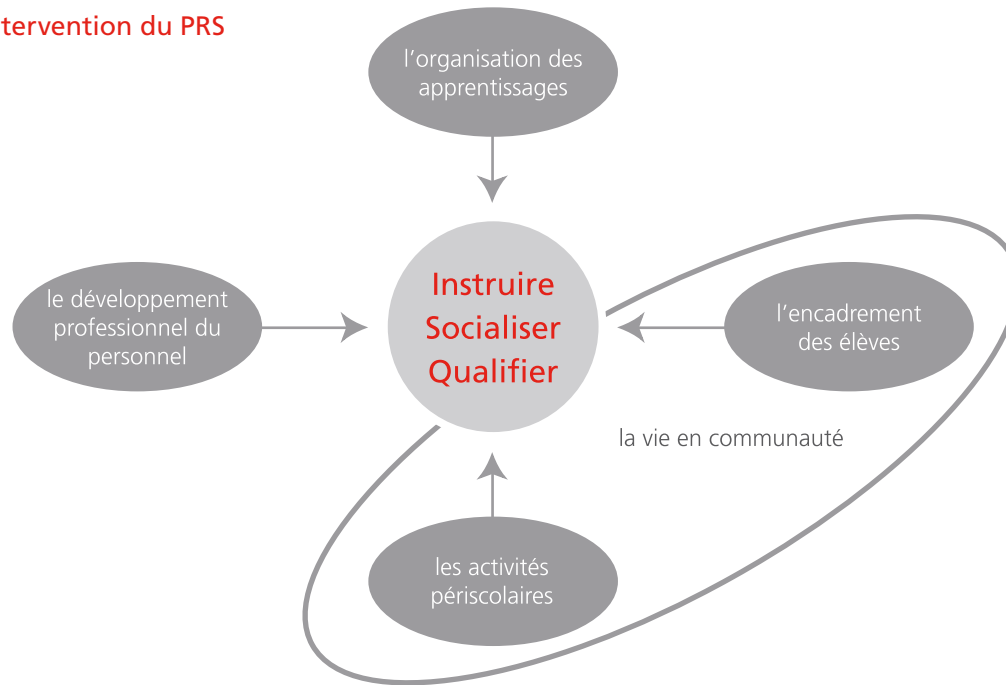 tervention du PRS
l'organisation des
apprentissages
Instruire
Socialiser
Qualifier
le développement
professionnel du
personnel
l'encadrement
des élèves
la vie en communauté
les activités
périscolaires